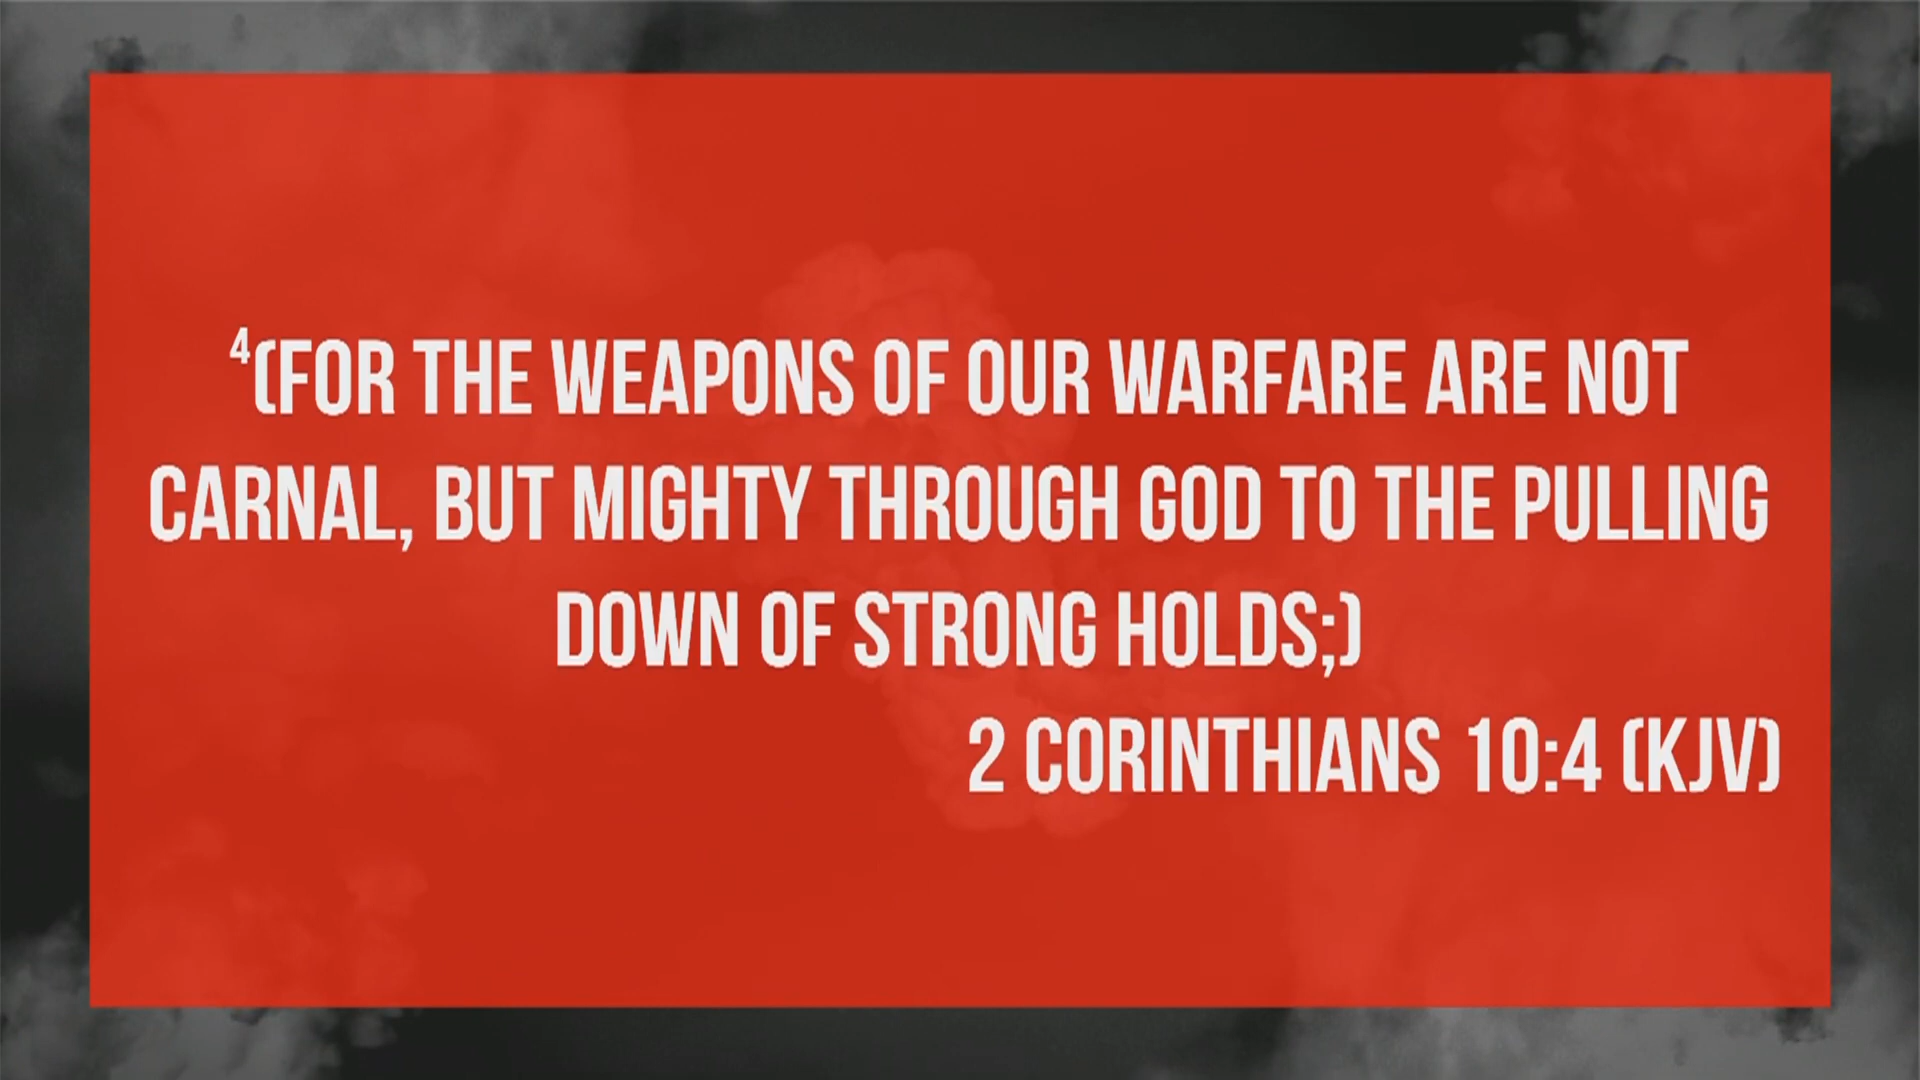 ⁴(FOR THE WEAPONS OF OUR WARFARE ARE NOT
CARNAL, BUT MIGHTY THROUGH GOD TO THE PULLING
DOWN OF STRONG HOLDS;)
2 CORINTHIANS 10:4 (KJV)